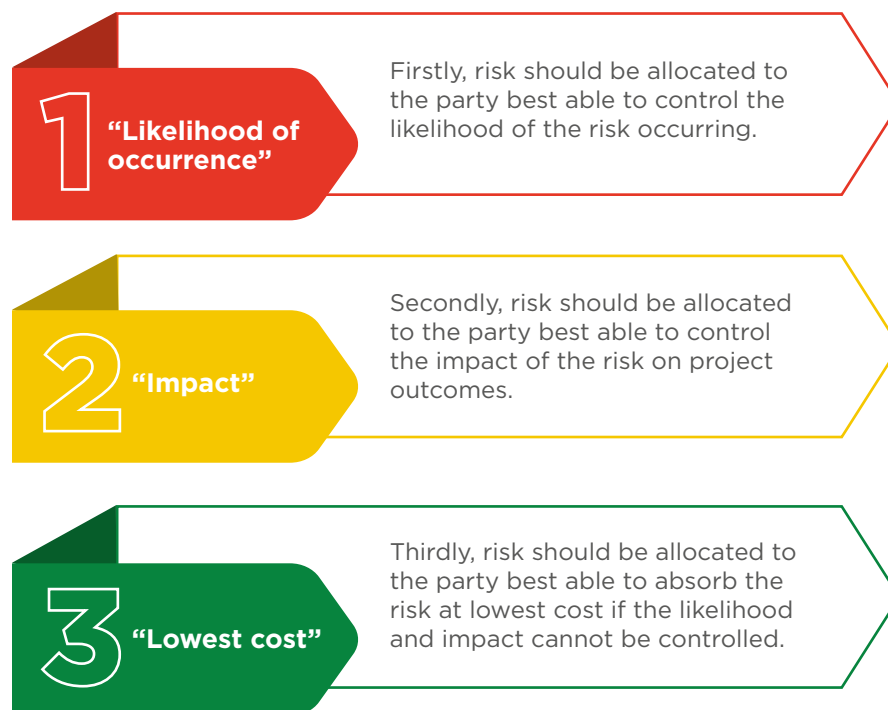 1
“Likelihood of
occurrence”
Firstly, risk should be allocated to
the party best able to control the
likelihood of the risk occurring.
2
“Impact”
Secondly, risk should be allocated
to the party best able to control
the impact of the risk on project
outcomes.
3
“Lowest cost”
Thirdly, risk should be allocated to
the party best able to absorb the
risk at lowest cost if the likelihood
and impact cannot be controlled.